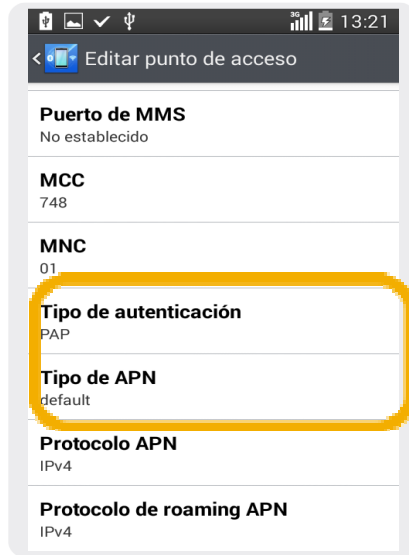 3G 13:21
Editar punto de acceso
Puerto de MMS
No establecido
MCC
748
MNC
01
Tipo de autenticación
PAP
Tipo de APN
default
Protocolo APN
IPv4
Protocolo de roaming APN
IPv4